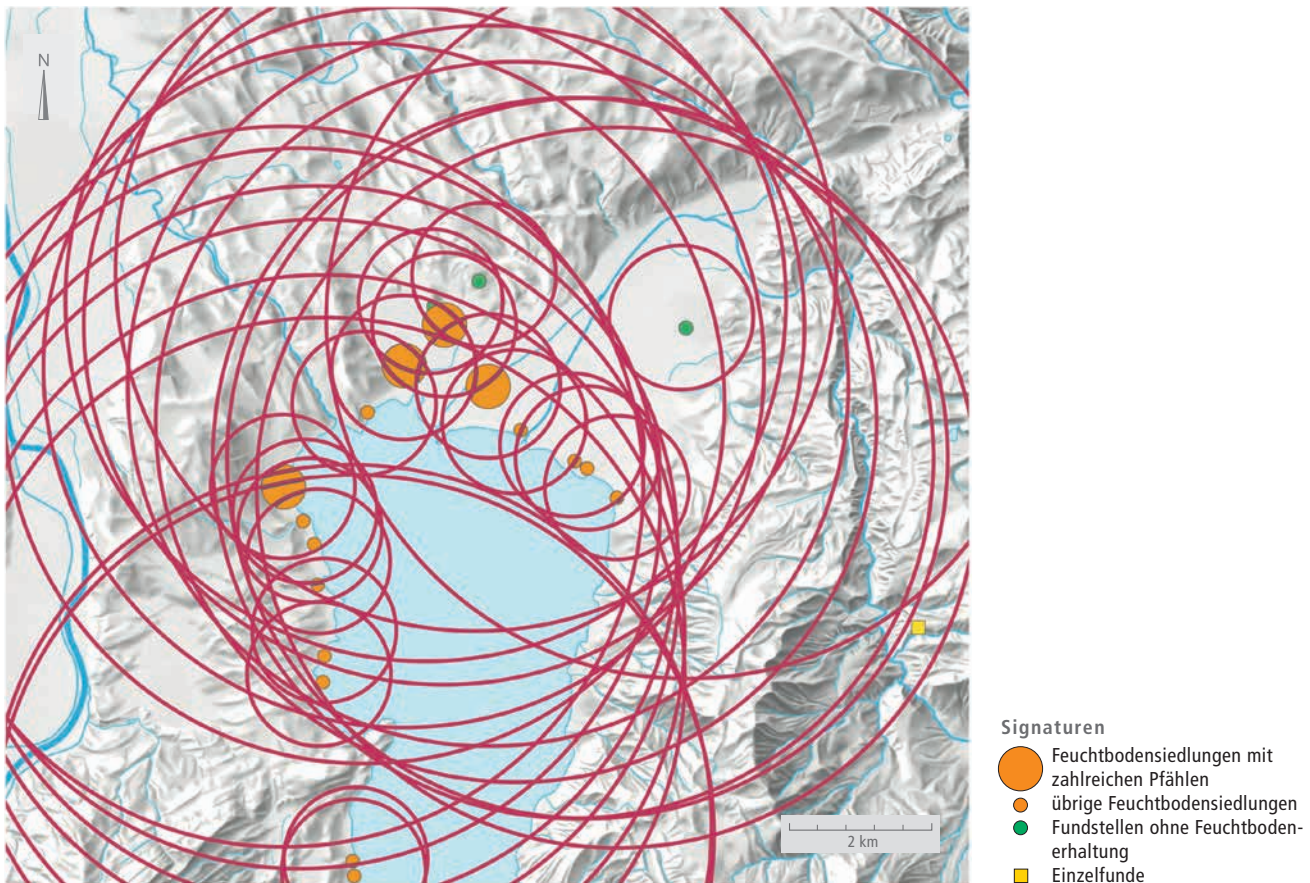 N
2 km
Signaturen
Feuchtbodensiedlungen mit
zahlreichen Pfählen
übrige Feuchtbodensiedlungen
Fundstellen ohne Feuchtboden-
erhaltung
Einzelfunde